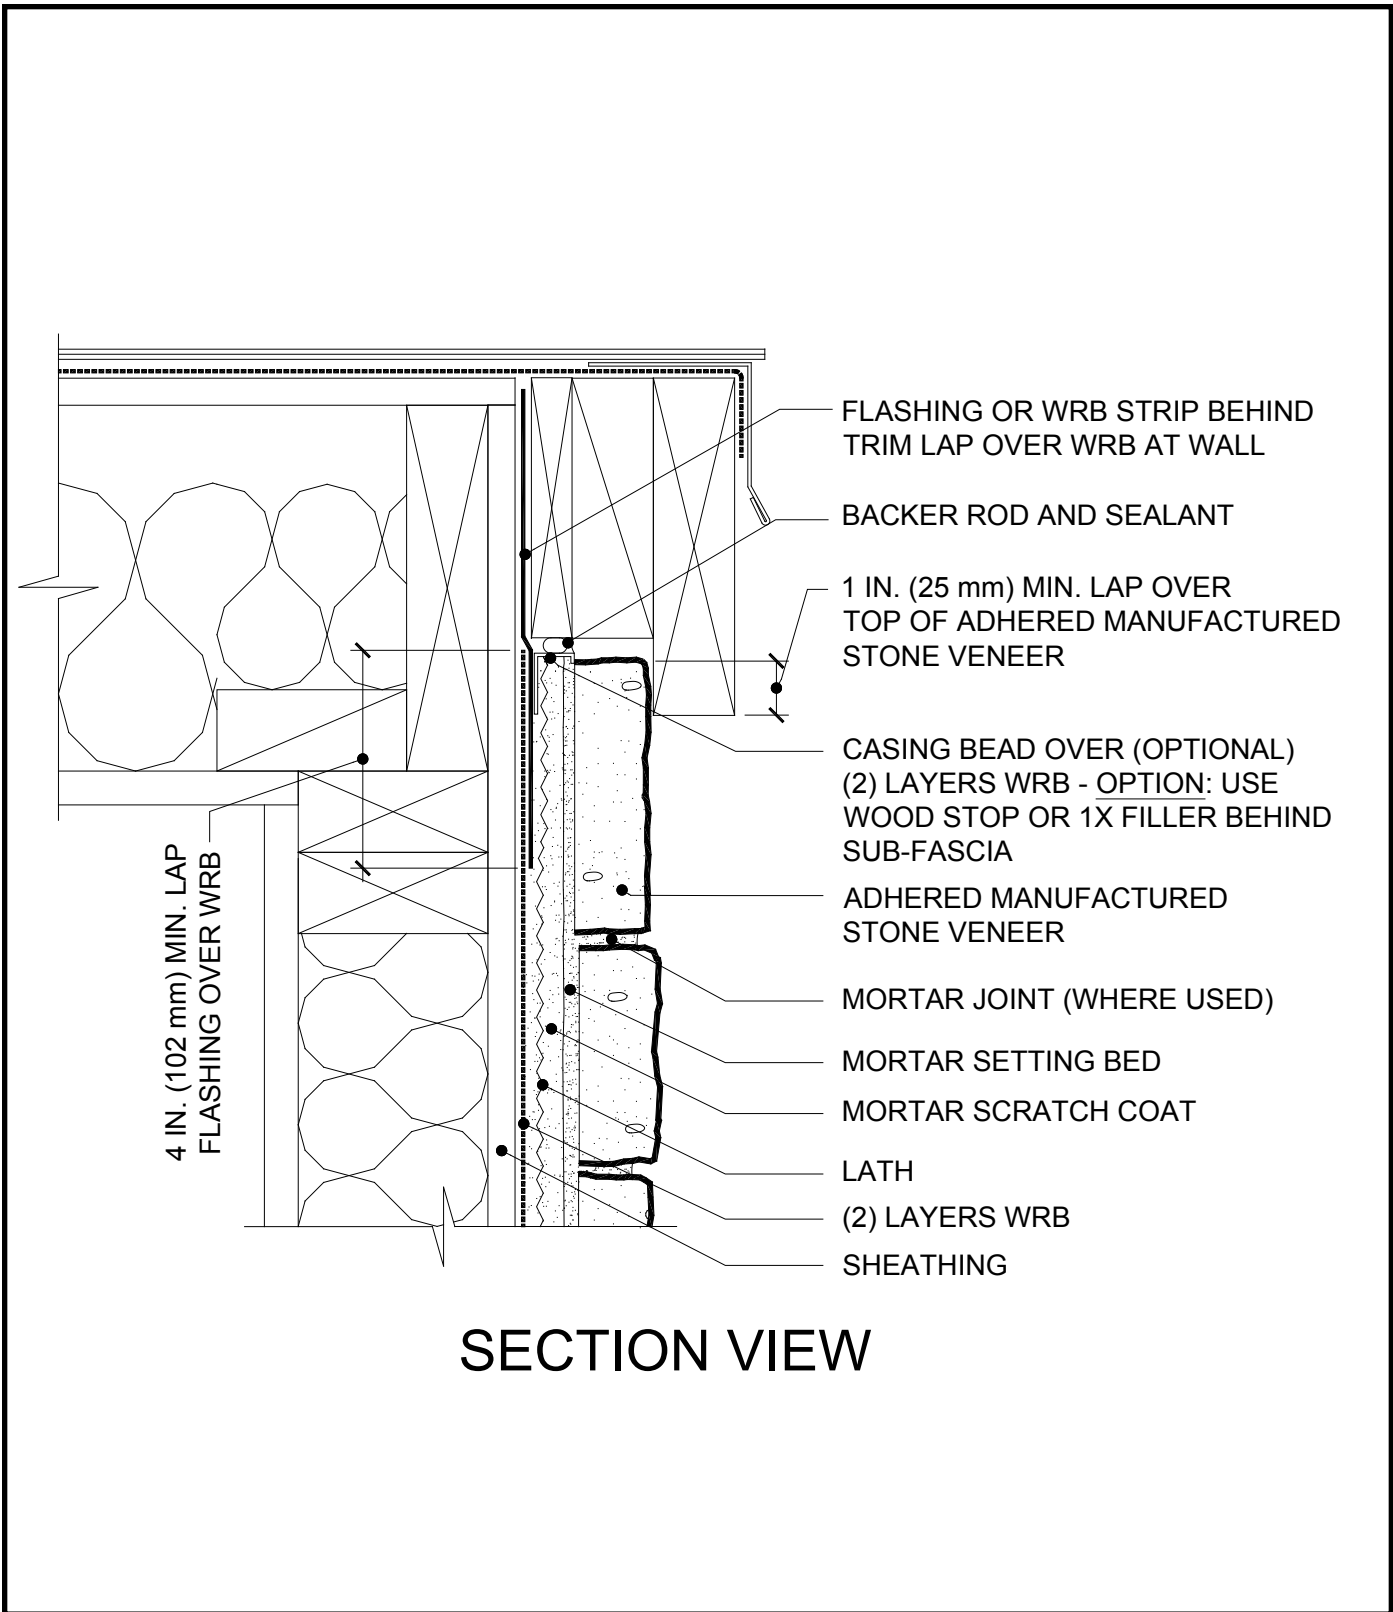 FLASHING OR WRB STRIP BEHIND
TRIM LAP OVER WRB AT WALL
BACKER ROD AND SEALANT
1 IN. (25 mm) MIN. LAP OVER
TOP OF ADHERED MANUFACTURED
STONE VENEER
CASING BEAD OVER (OPTIONAL)
(2) LAYERS WRB - OPTION: USE
WOOD STOP OR 1X FILLER BEHIND
SUB-FASCIA
ADHERED MANUFACTURED
STONE VENEER
MORTAR JOINT (WHERE USED)
MORTAR SETTING BED
MORTAR SCRATCH COAT
LATH
(2) LAYERS WRB
SHEATHING
4 IN. (102 mm) MIN. LAP
FLASHING OVER WRB
SECTION VIEW